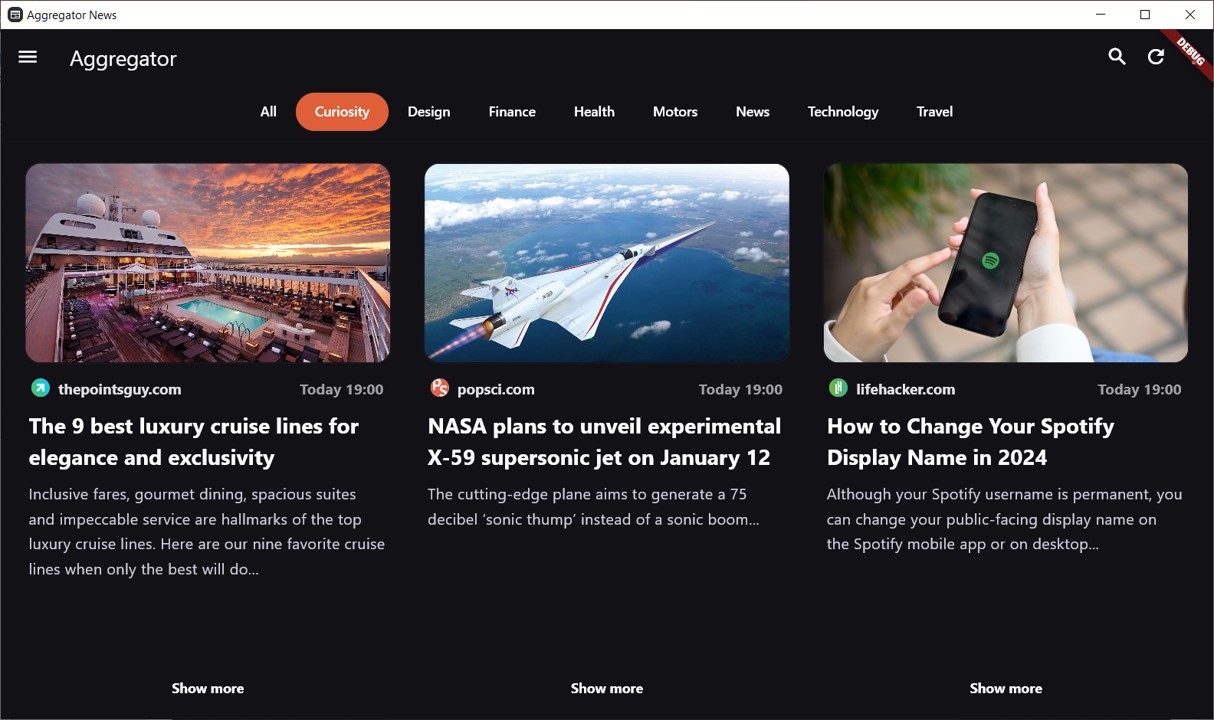 Aggregator News
Aggregator
DEBUG
All Curiosity Design Finance Health Motors News Technology Travel
thepointsguy.com Today 19:00
The 9 best luxury cruise lines for
elegance and exclusivity
Inclusive fares, gourmet dining, spacious suites
and impeccable service are hallmarks of the top
luxury cruise lines. Here are our nine favorite cruise
lines when only the best will do...
Show more
popsci.com Today 19:00
NASA plans to unveil experimental
X-59 supersonic jet on January 12
The cutting-edge plane aims to generate a 75
decibel ‘sonic thump’ instead of a sonic boom...
Show more
lifehacker.com Today 19:00
How to Change Your Spotify
Display Name in 2024
Although your Spotify username is permanent, you
can change your public-facing display name on
the Spotify mobile app or on desktop...
Show more